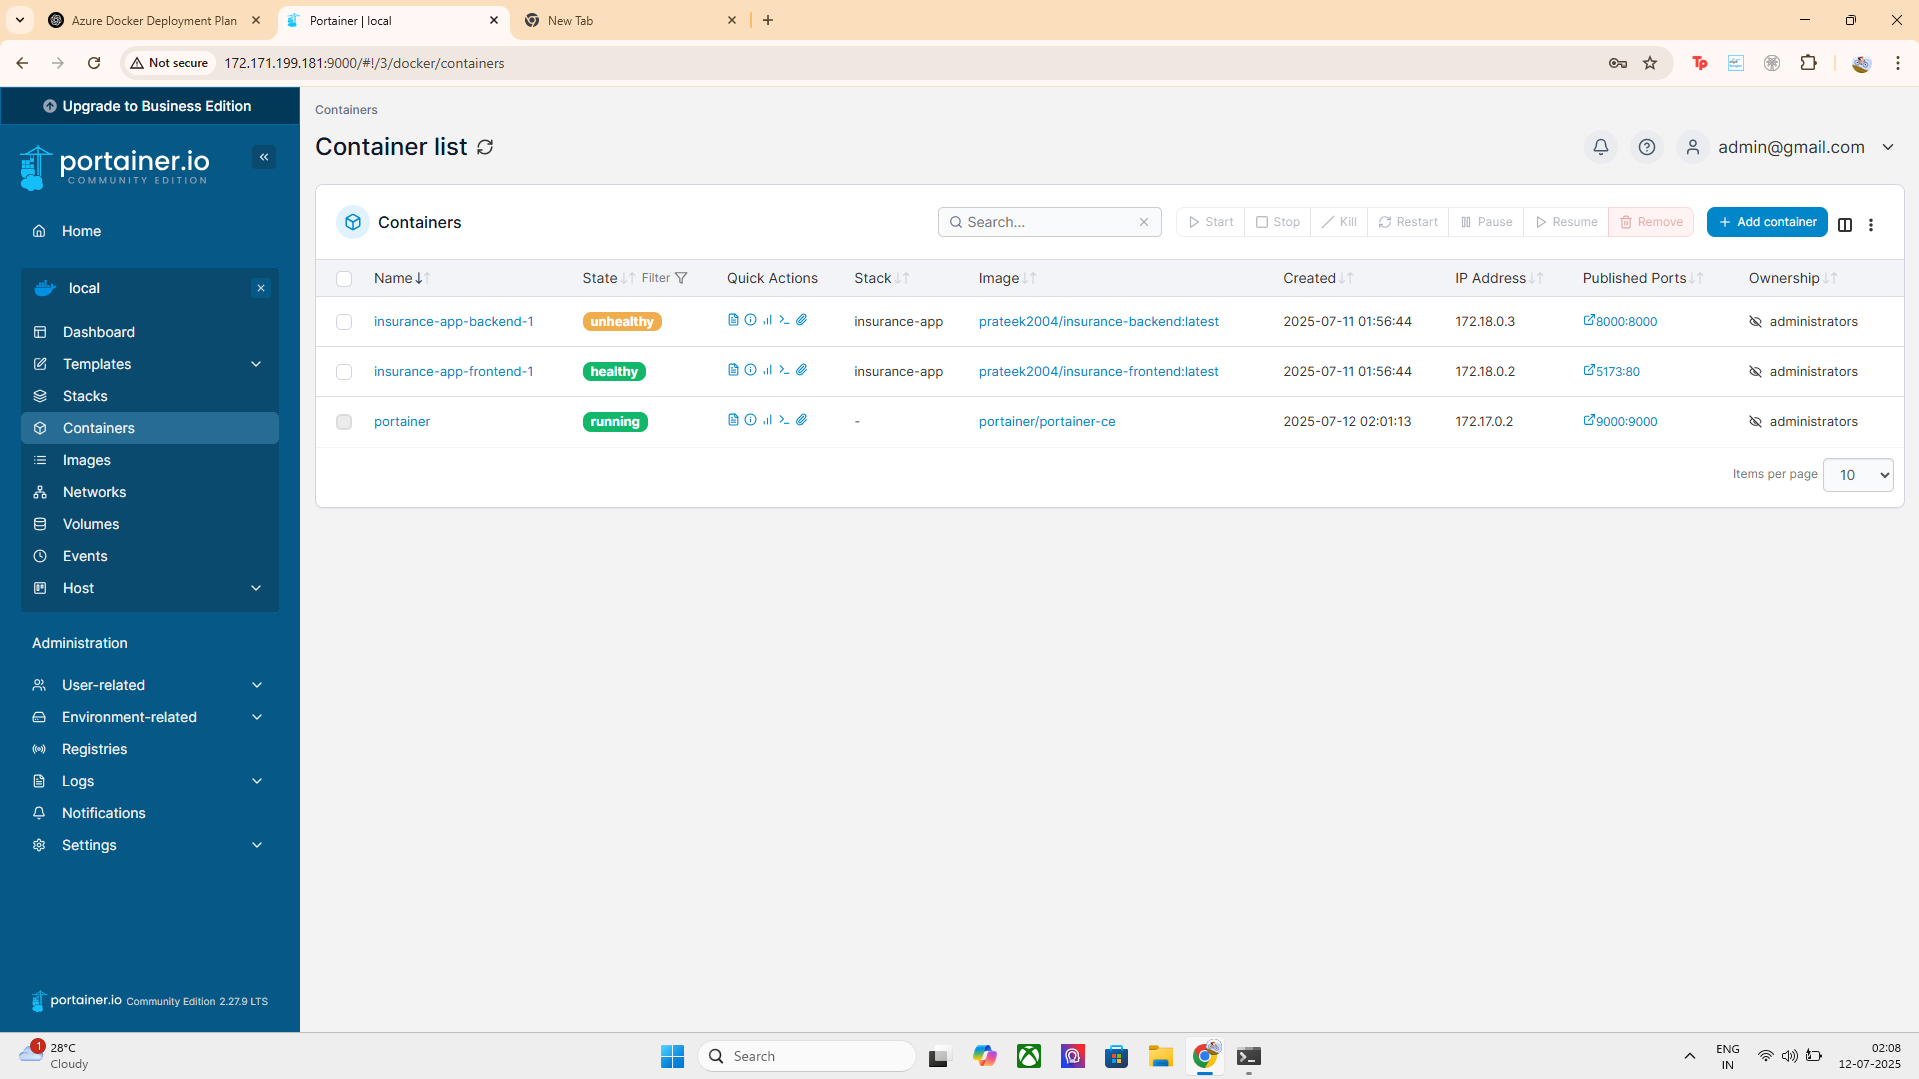 Azure Docker Deployment Plan
Portainer | local
New Tab
Not secure
172.171.199.181:9000/#!/3/docker/containers
Upgrade to Business Edition
portainer.io
COMMUNITY EDITION
Home
local
Dashboard
Templates
Stacks
Containers
Images
Networks
Volumes
Events
Host
Administration
User-related
Environment-related
Registries
Logs
Notifications
Settings
portainer.io Community Edition 2.27.9 LTS
Containers
Container list
admin@gmail.com
Containers
Search...
Start Stop Kill Restart Pause Resume Remove
+ Add container
Name State Filter Quick Actions Stack Image Created IP Address Published Ports Ownership
insurance-app-backend-1 unhealthy insurance-app prateek2004/insurance-backend:latest 2025-07-11 01:56:44 172.18.0.3 8000:8000 administrators
insurance-app-frontend-1 healthy insurance-app prateek2004/insurance-frontend:latest 2025-07-11 01:56:44 172.18.0.2 5173:80 administrators
portainer running - portainer/portainer-ce 2025-07-12 02:01:13 172.17.0.2 9000:9000 administrators
Items per page 10
Tp
1
28°C
Cloudy
Search
ENG
IN
02:08
12-07-2025